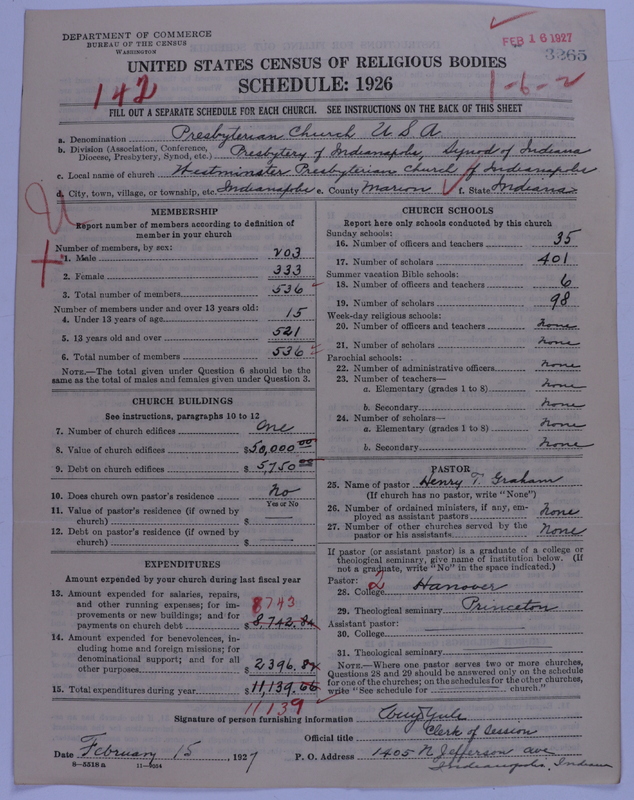 DEPARTMENT OF COMMERCE
BUREAU OF THE CENSUS
WASHINGTON
FEB 16 1927
3265
UNITED STATES CENSUS OF RELIGIOUS BODIES
SCHEDULE: 1926
142
1-6-2
FILL OUT A SEPARATE SCHEDULE FOR EACH CHURCH. SEE INSTRUCTIONS ON THE BACK OF THIS SHEET
a. Denomination Presbyterian Church U S A
b. Division (Association, Conference, Diocese, Presbytery, Synod, etc.) Presbytery of Indianapolis, Synod of Indiana
c. Local name of church Westminster Presbyterian Church of Indianapolis
d. City, town, village, or township, etc. Indianapolis e. County Marion f. State Indiana
MEMBERSHIP
Report number of members according to definition of
member in your church
Number of members, by sex:
1. Male 203
2. Female 333
3. Total number of members 536
Number of members under and over 13 years old:
4. Under 13 years of age 15
5. 13 years old and over 521
6. Total number of members 536
NOTE.—The total given under Question 6 should be
same as the total of males and females given under Question 3.
CHURCH BUILDINGS
See instructions, paragraphs 10 to 12
7. Number of church edifices One
8. Value of church edifices $50,000.00
9. Debt on church edifices $5,750.00
10. Does church own pastor's residence No
Yes or No
11. Value of pastor's residence (if owned by
church) $
12. Debt on pastor's residence (if owned by
church) $
EXPENDITURES
Amount expended by your church during last fiscal year
13. Amount expended for salaries, repairs,
and other running expenses; for im-
provements or new buildings; and for
payments on church debt $8,742.84
8743
14. Amount expended for benevolences, in-
cluding home and foreign missions; for
denominational support; and for all
other purposes $2396.82
15. Total expenditures during year $11,139.66
11139
CHURCH SCHOOLS
Report here only schools conducted by this church
Sunday schools:
16. Number of officers and teachers 35
17. Number of scholars 401
Summer vacation Bible schools:
18. Number of officers and teachers 6
19. Number of scholars 98
Week-day religious schools:
20. Number of officers and teachers None
21. Number of scholars None
Parochial schools:
22. Number of administrative officers None
23. Number of teachers—
a. Elementary (grades 1 to 8) None
b. Secondary None
24. Number of scholars—
a. Elementary (grades 1 to 8) None
b. Secondary None
PASTOR
25. Name of pastor Henry T. Graham
(If church has no pastor, write "None")
26. Number of ordained ministers, if any, em-
ployed as assistant pastors None
27. Number of other churches served by the
pastor or his assistants None
If pastor (or assistant pastor) is a graduate of a college or
theological seminary, give name of institution below. (If
not a graduate, write "No" in the space indicated.)
Pastor: 2
28. College Hanover
29. Theological seminary Princeton
Assistant pastor:
30. College
31. Theological seminary
NOTE.—Where one pastor serves two or more churches,
Questions 28 and 29 should be answered only on the schedule
for one of the churches; on the schedules for the other churches,
write "See schedule for church."
Signature of person furnishing information Yule
Official title Clerk of Session
Date February 15, 1927 P. O. Address 1405 N Jefferson ave
Indianapolis, Indiana
8-5518 a